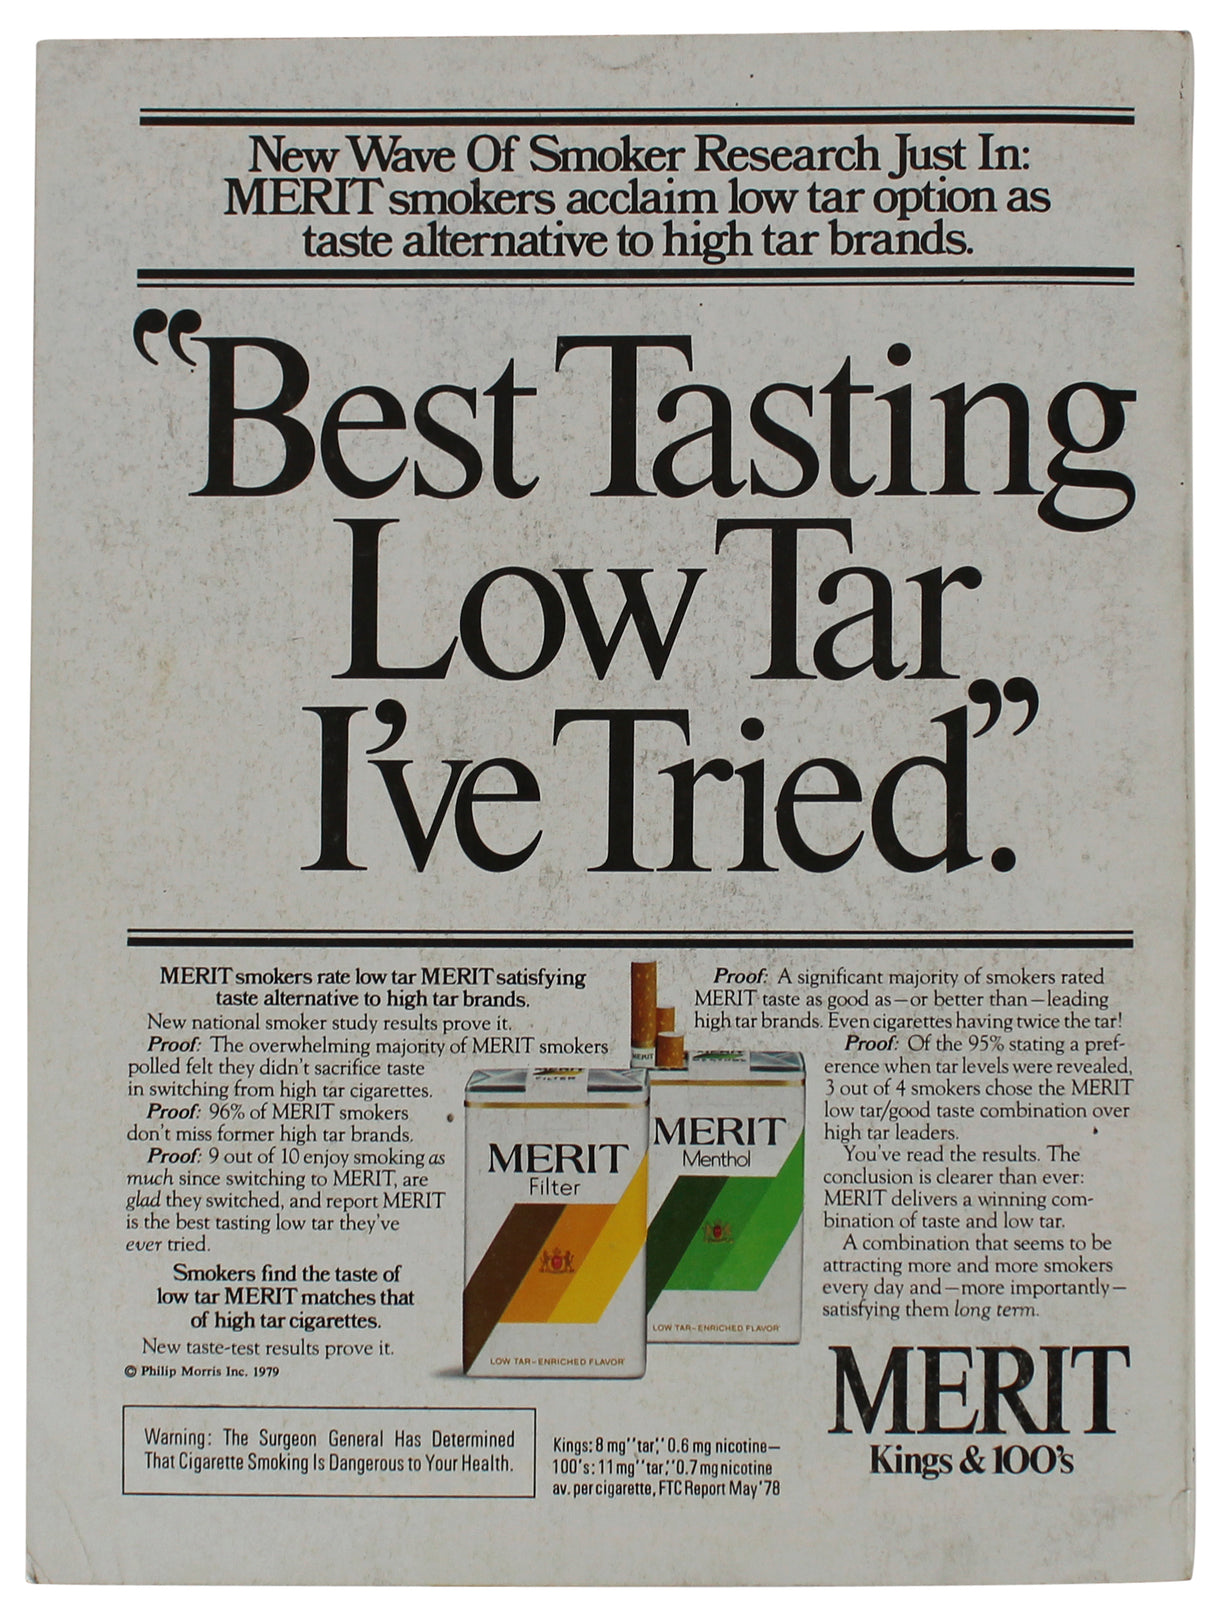 New Wave Of Smoker Research Just In:
MERIT smokers acclaim low tar option as
taste alternative to high tar brands.
“Best Tasting
Low Tar
I’ve Tried.”
MERIT smokers rate low tar MERIT satisfying
taste alternative to high tar brands.
New national smoker study results prove it.
Proof: The overwhelming majority of MERIT smokers
polled felt they didn't sacrifice taste
in switching from high tar cigarettes.
Proof: 96% of MERIT smokers
don't miss former high tar brands.
Proof: 9 out of 10 enjoy smoking as
much since switching to MERIT, are
glad they switched, and report MERIT
is the best tasting low tar they've
ever tried.
Smokers find the taste of
low tar MERIT matches that
of high tar cigarettes.
New taste-test results prove it.
© Philip Morris Inc. 1979
MERIT
MERIT
FILTER
MERIT
Filter
LOW TAR-ENRICHED FLAVOR
MERIT
Menthol
LOW TAR-ENRICHED FLAVOR
Proof: A significant majority of smokers rated
MERIT taste as good as—or better than—leading
high tar brands. Even cigarettes having twice the tar!
Proof: Of the 95% stating a pref-
erence when tar levels were revealed,
3 out of 4 smokers chose the MERIT
low tar/good taste combination over
high tar leaders.
You've read the results. The
conclusion is clearer than ever:
MERIT delivers a winning com-
bination of taste and low tar.
A combination that seems to be
attracting more and more smokers
every day and—more importantly—
satisfying them long term.
MERIT
Kings & 100's
Warning: The Surgeon General Has Determined
That Cigarette Smoking Is Dangerous to Your Health.
Kings: 8 mg "tar," 0.6 mg nicotine—
100's: 11 mg "tar," 0.7 mg nicotine
av. per cigarette, FTC Report May '78